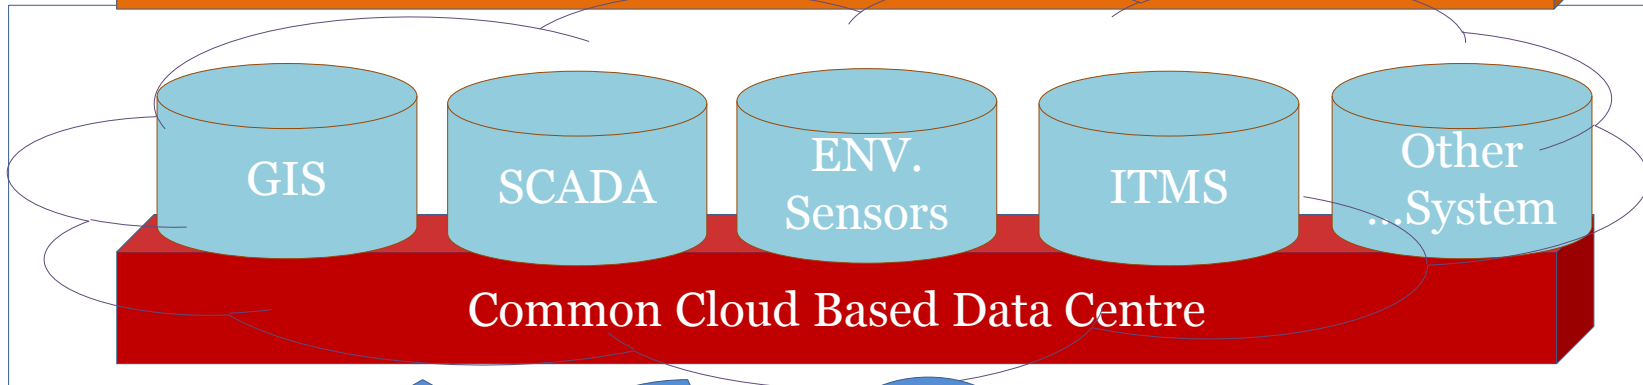 GIS
SCADA
ENV.
Sensors
ITMS
Other
...System
Common Cloud Based Data Centre